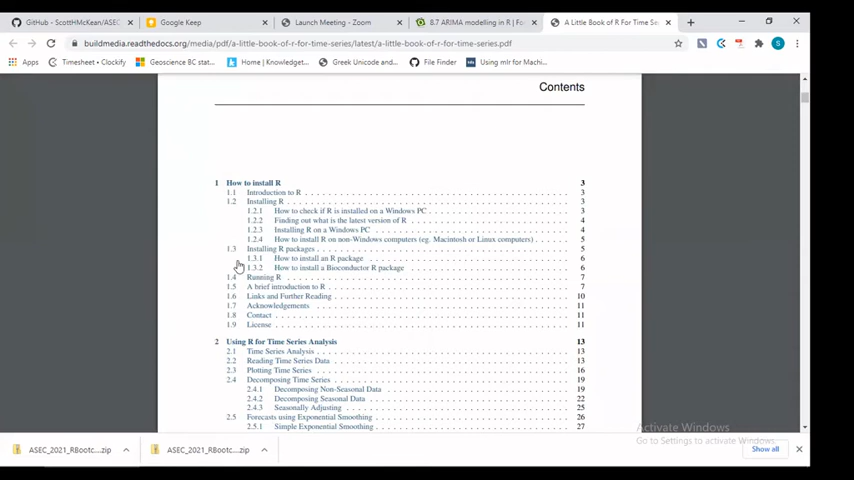 GitHub - ScottHMcKean/ASEC
Google Keep
Launch Meeting - Zoom
8.7 ARIMA modelling in R | Fo
A Little Book of R For Time Ser
buildmedia.readthedocs.org/media/pdf/a-little-book-of-r-for-time-series/latest/a-little-book-of-r-for-time-series.pdf
Apps
Timesheet | Clockify
Geoscience BC stat...
Home | Knowledget...
Greek Unicode and...
File Finder
Using mlr for Machi...
Contents
1 How to install R 3
1.1 Introduction to R 3
1.2 Installing R 3
1.2.1 How to check if R is installed on a Windows PC 3
1.2.2 Finding out what is the latest version of R 4
1.2.3 Installing R on a Windows PC 4
1.2.4 How to install R on non-Windows computers (eg. Macintosh or Linux computers) 5
1.3 Installing R packages 5
1.3.1 How to install an R package 6
1.3.2 How to install a Bioconductor R package 6
1.4 Running R 7
1.5 A brief introduction to R 7
1.6 Links and Further Reading 10
1.7 Acknowledgements 11
1.8 Contact 11
1.9 License 11
2 Using R for Time Series Analysis 13
2.1 Time Series Analysis 13
2.2 Reading Time Series Data 13
2.3 Plotting Time Series 16
2.4 Decomposing Time Series 19
2.4.1 Decomposing Non-Seasonal Data 19
2.4.2 Decomposing Seasonal Data 22
2.4.3 Seasonally Adjusting 25
2.5 Forecasts using Exponential Smoothing 26
2.5.1 Simple Exponential Smoothing 27
Activate Windows
Go to Settings to activate Windows.
ASEC_2021_RBootc....zip
ASEC_2021_RBootc....zip
Show all